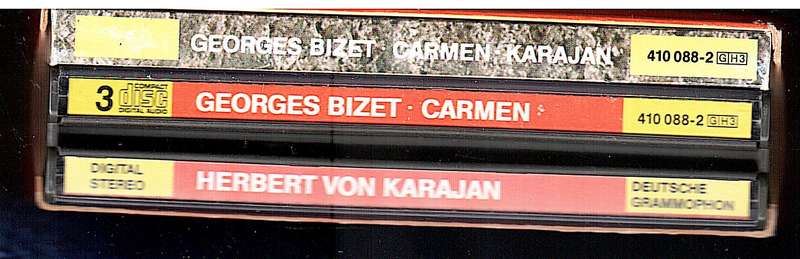 GEORGES BIZET · CARMEN · KARAJAN 410 088-2 GH3
3 COMPACT disc DIGITAL AUDIO GEORGES BIZET · CARMEN 410 088-2 GH3
DIGITAL STEREO HERBERT VON KARAJAN DEUTSCHE GRAMMOPHON